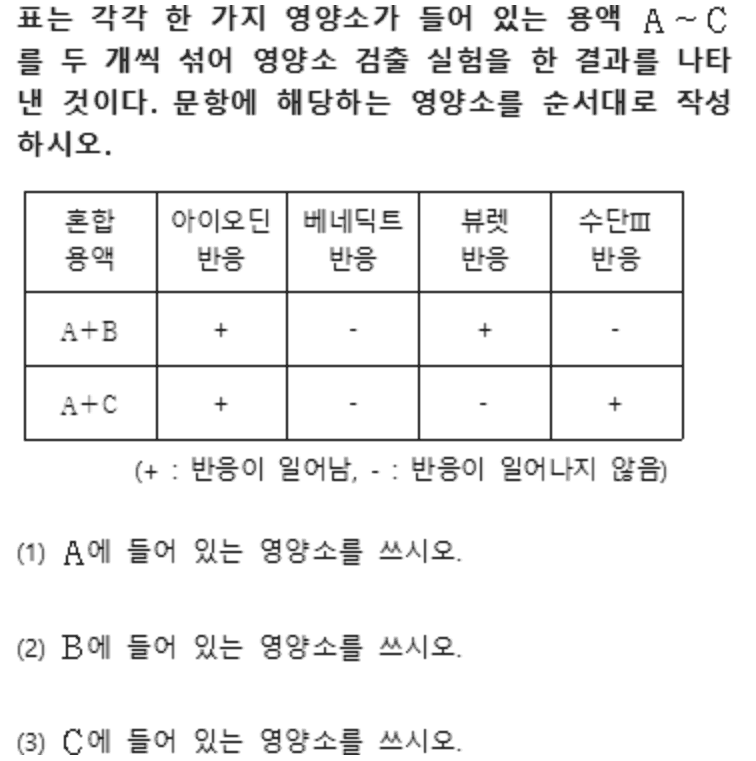 표는 각각 한 가지 영양소가 들어 있는 용액 A ~ C
를 두 개씩 섞어 영양소 검출 실험을 한 결과를 나타
낸 것이다. 문항에 해당하는 영양소를 순서대로 작성
하시오.
혼합 용액 아이오딘 반응 베네딕트 반응 뷰렛 반응 수단Ⅲ 반응
A+B + - + -
A+C + - - +
(+ : 반응이 일어남, - : 반응이 일어나지 않음)
(1) A에 들어 있는 영양소를 쓰시오.
(2) B에 들어 있는 영양소를 쓰시오.
(3) C에 들어 있는 영양소를 쓰시오.